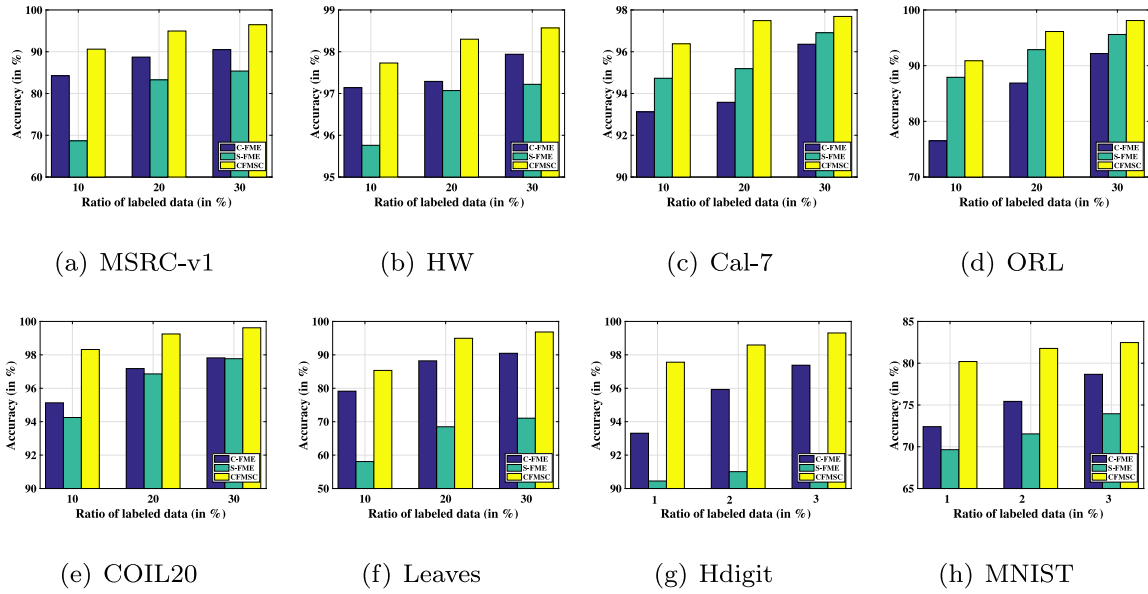 100
90
80
70
60
Accuracy (in %)
10 20 30
Ratio of labeled data (in %)
C-FME
S-FME
CFMSC
(a) MSRC-v1
99
98
97
96
95
Accuracy (in %)
10 20 30
Ratio of labeled data (in %)
C-FME
S-FME
CFMSC
(b) HW
98
96
94
92
90
Accuracy (in %)
10 20 30
Ratio of labeled data (in %)
C-FME
S-FME
CFMSC
(c) Cal-7
100
90
80
70
Accuracy (in %)
10 20 30
Ratio of labeled data (in %)
C-FME
S-FME
CFMSC
(d) ORL
100
98
96
94
92
90
Accuracy (in %)
10 20 30
Ratio of labeled data (in %)
C-FME
S-FME
CFMSC
(e) COIL20
100
90
80
70
60
50
Accuracy (in %)
10 20 30
Ratio of labeled data (in %)
C-FME
S-FME
CFMSC
(f) Leaves
100
98
96
94
92
90
Accuracy (in %)
1 2 3
Ratio of labeled data (in %)
C-FME
S-FME
CFMSC
(g) Hdigit
85
80
75
70
65
Accuracy (in %)
1 2 3
Ratio of labeled data (in %)
C-FME
S-FME
CFMSC
(h) MNIST